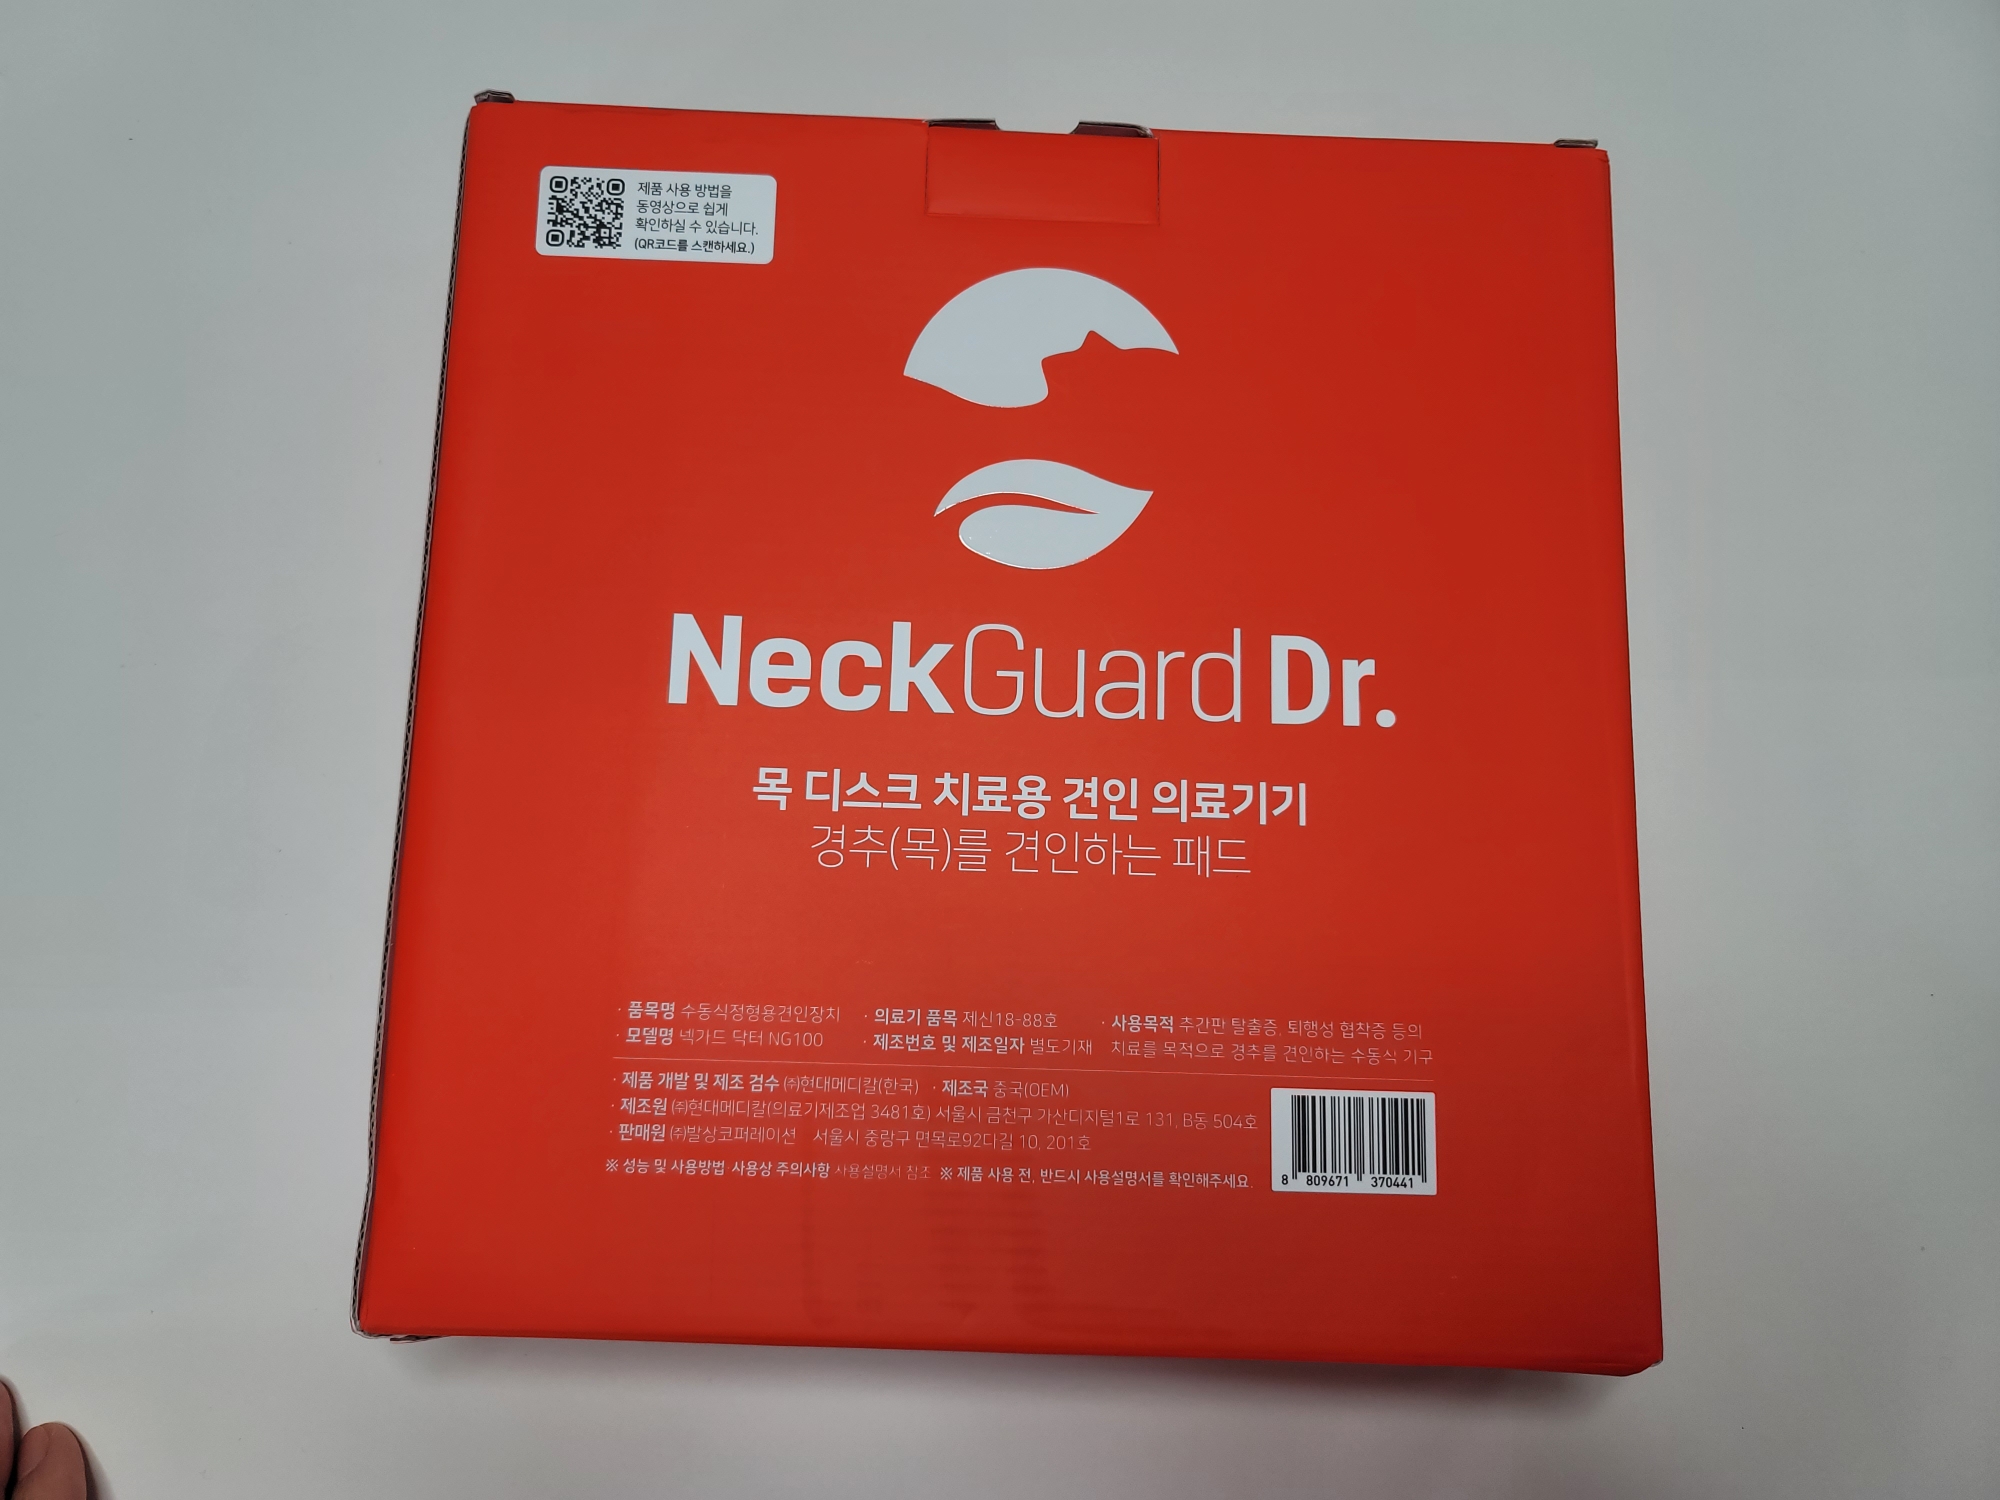 제품 사용 방법을
동영상으로 쉽게
확인하실 수 있습니다.
(QR코드를 스캔하세요.)
NeckGuard Dr.
목 디스크 치료용 견인 의료기기
경추(목)를 견인하는 패드
· 품목명 수동식정형용견인장치 · 의료기 품목 제신18-88호 · 사용목적 추간판 탈출증, 퇴행성 협착증 등의
· 모델명 넥가드 닥터 NG100 · 제조번호 및 제조일자 별도기재 치료를 목적으로 경추를 견인하는 수동식 기구
· 제품 개발 및 제조 검수 ㈜현대메디칼(한국) · 제조국 중국(OEM)
· 제조원 ㈜현대메디칼(의료기제조업 3481호) 서울시 금천구 가산디지털1로 131, B동 504호
· 판매원 ㈜발상코퍼레이션 서울시 중랑구 면목로92다길 10, 201호
※ 성능 및 사용방법·사용상 주의사항 사용설명서 참조 ※ 제품 사용 전, 반드시 사용설명서를 확인해주세요.
8 809671 370441